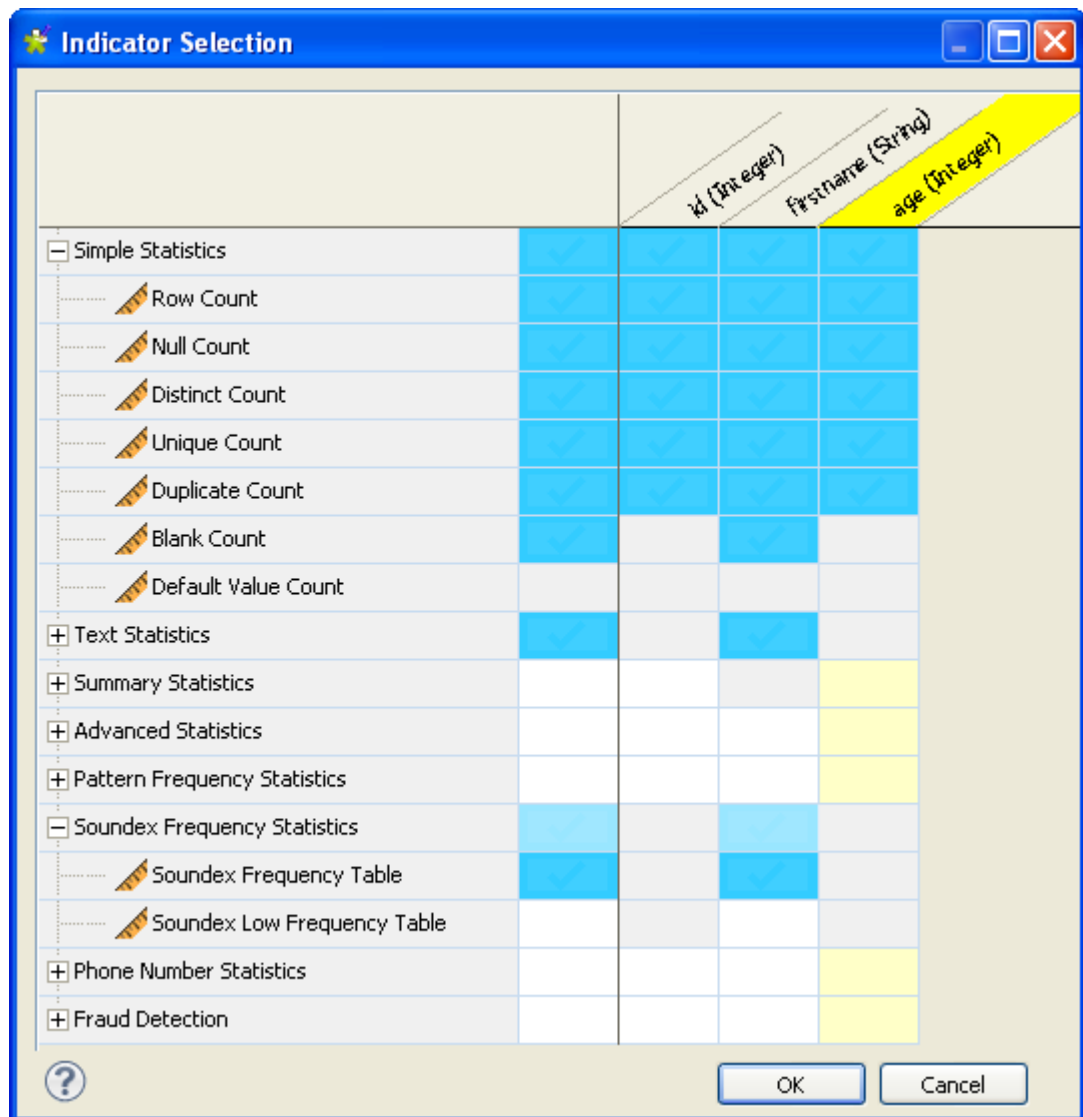 Indicator Selection
id (Integer)
firstname (String)
age (Integer)
Simple Statistics
Row Count
Null Count
Distinct Count
Unique Count
Duplicate Count
Blank Count
Default Value Count
Text Statistics
Summary Statistics
Advanced Statistics
Pattern Frequency Statistics
Soundex Frequency Statistics
Soundex Frequency Table
Soundex Low Frequency Table
Phone Number Statistics
Fraud Detection
?
OK
Cancel